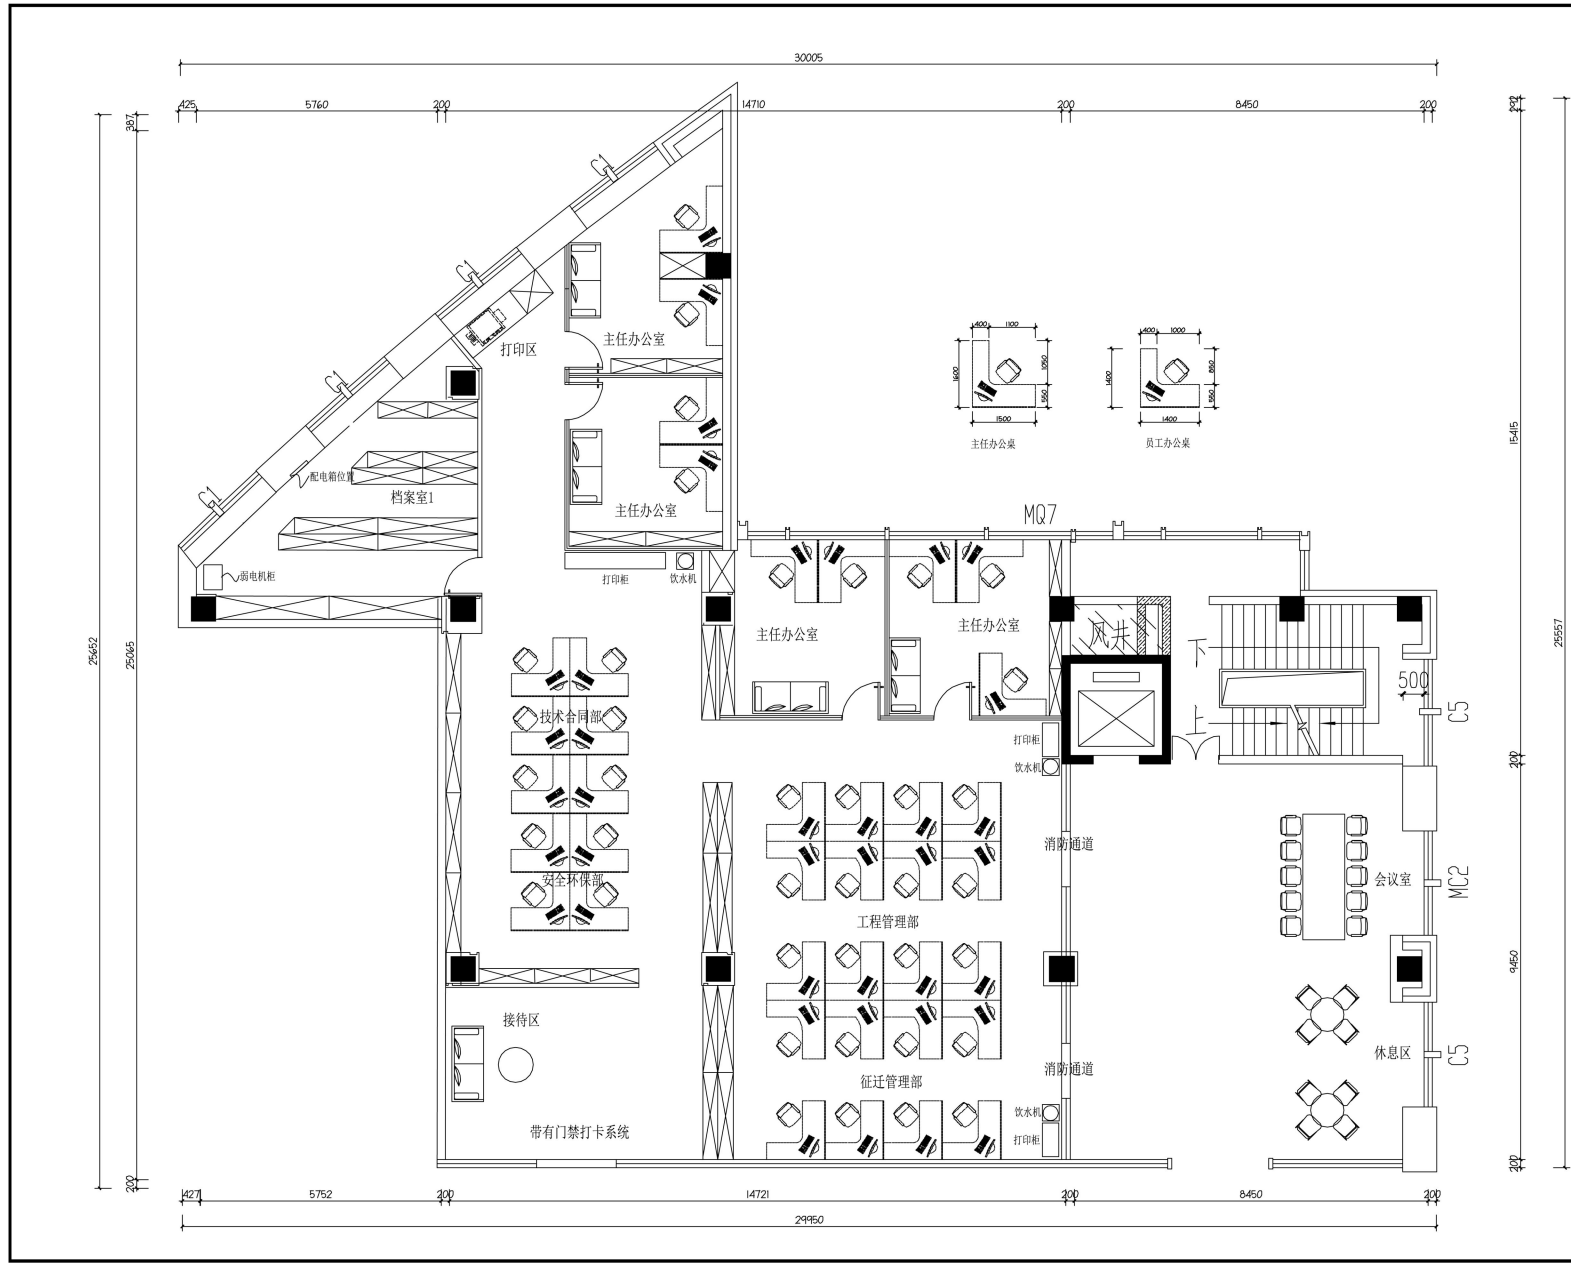 30005
425
5760
200
14710
200
8450
200
387
292
C1
C1
C1
C1
打印区
主任办公室
400
1100
1600
1050
550
1500
主任办公桌
400
1000
1400
850
550
1400
员工办公桌
15415
配电箱位置
档案室1
主任办公室
MQ7
弱电机柜
打印柜
饮水机
25652
25065
25557
主任办公室
主任办公室
风井
下
上
500
C5
技术合同部
打印柜
饮水机
200
消防通道
安全环保部
会议室
MC2
工程管理部
9450
接待区
休息区
C5
消防通道
征迁管理部
带有门禁打卡系统
饮水机
打印柜
200
200
427
5752
200
14721
200
8450
200
29950